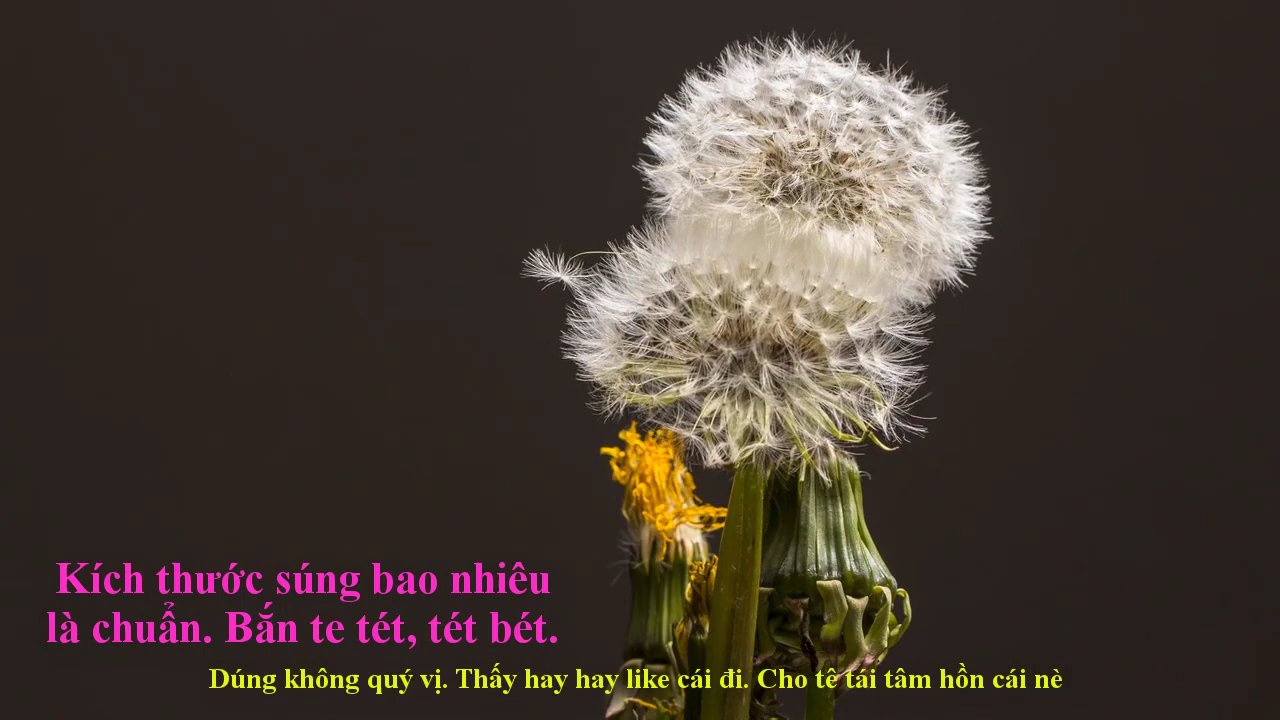 Kích thước súng bao nhiêu
là chuẩn. Bắn te tét, tét bét.
Dúng không quý vị. Thấy hay hay like cái đi. Cho tê tái tâm hồn cái nè